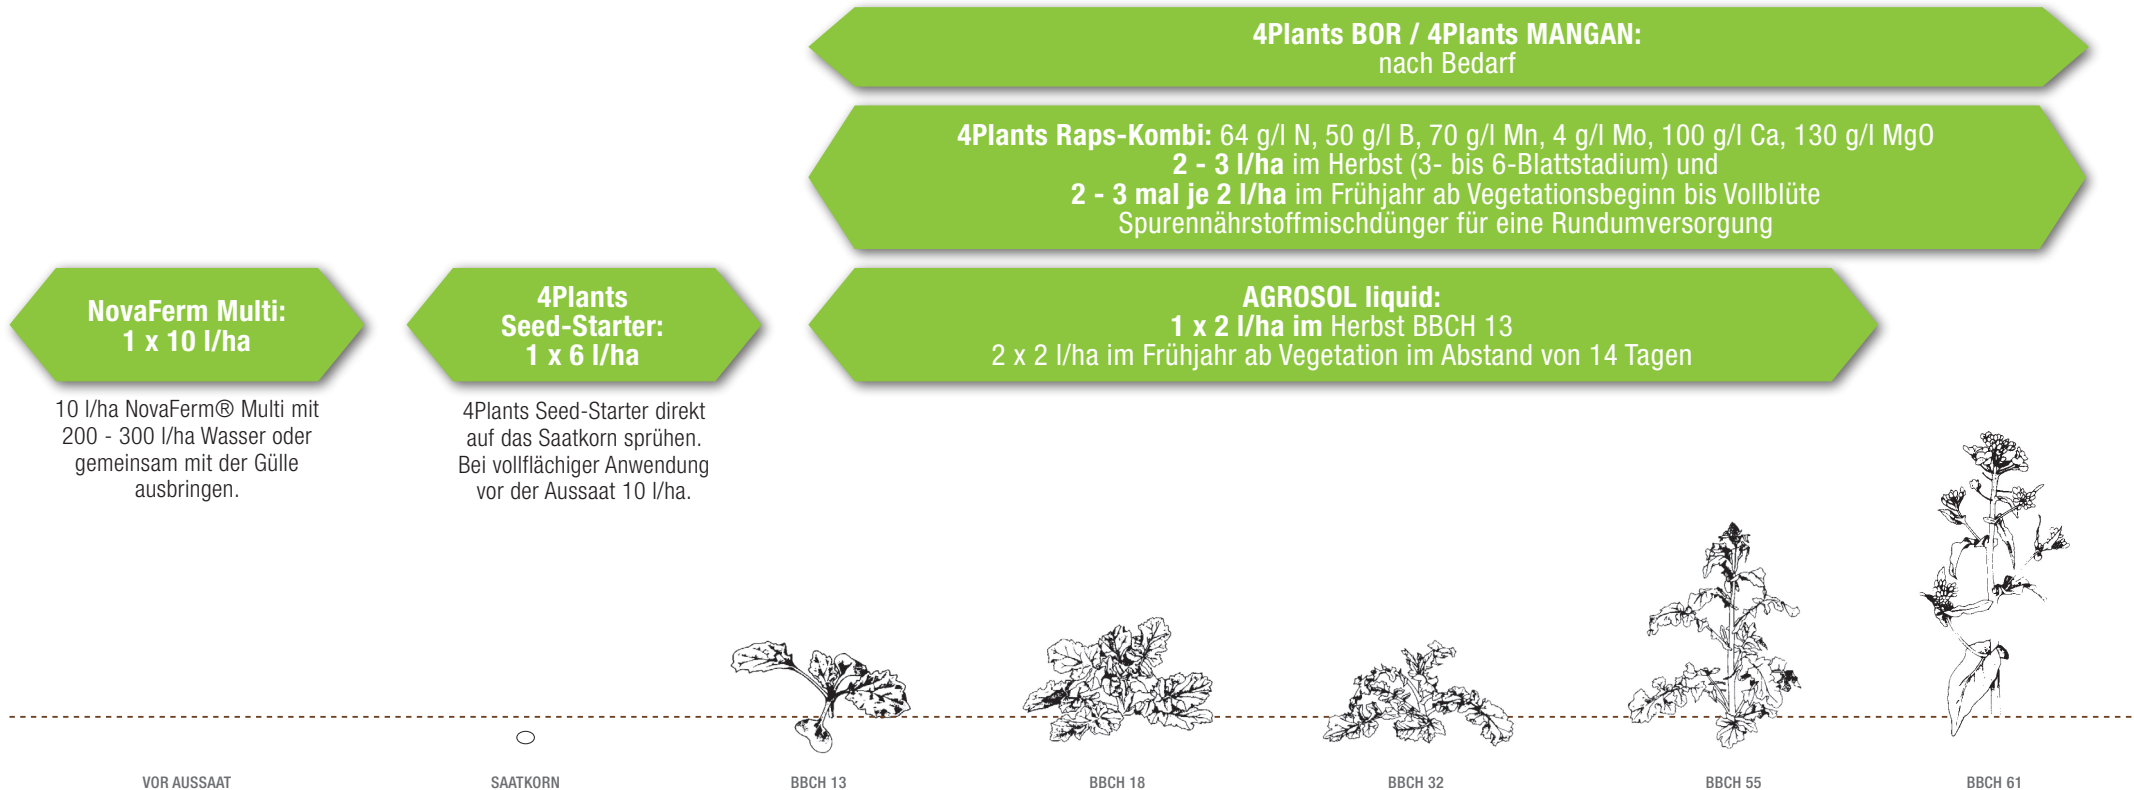 4Plants BOR / 4Plants MANGAN:
nach Bedarf
4Plants Raps-Kombi: 64 g/l N, 50 g/l B, 70 g/l Mn, 4 g/l Mo, 100 g/l Ca, 130 g/l MgO
2 - 3 l/ha im Herbst (3- bis 6-Blattstadium) und
2 - 3 mal je 2 l/ha im Frühjahr ab Vegetationsbeginn bis Vollblüte
Spurennährstoffmischdünger für eine Rundumversorgung
NovaFerm Multi:
1 x 10 l/ha
4Plants
Seed-Starter:
1 x 6 l/ha
AGROSOL liquid:
1 x 2 l/ha im Herbst BBCH 13
2 x 2 l/ha im Frühjahr ab Vegetation im Abstand von 14 Tagen
10 l/ha NovaFerm® Multi mit
200 - 300 l/ha Wasser oder
gemeinsam mit der Gülle
ausbringen.
4Plants Seed-Starter direkt
auf das Saatkorn sprühen.
Bei vollflächiger Anwendung
vor der Aussaat 10 l/ha.
VOR AUSSAAT
SAATKORN
BBCH 13
BBCH 18
BBCH 32
BBCH 55
BBCH 61